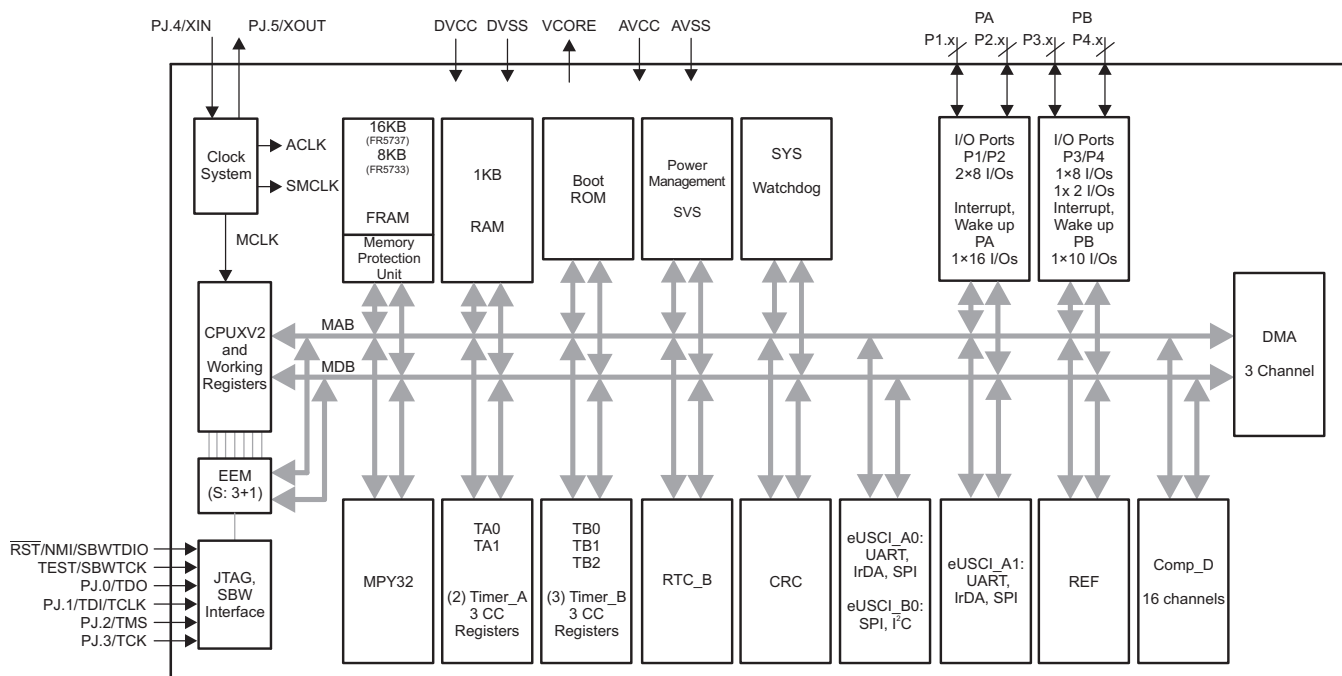 PJ.4/XIN
PJ.5/XOUT
DVCC
DVSS
VCORE
AVCC
AVSS
PA
PB
P1.x
P2.x
P3.x
P4.x
Clock
System
ACLK
SMCLK
MCLK
16KB
(FR5737)
8KB
(FR5733)
FRAM
Memory
Protection
Unit
1KB
RAM
Boot
ROM
Power
Management
SVS
SYS
Watchdog
I/O Ports
P1/P2
2×8 I/Os
Interrupt,
Wake up
PA
1×16 I/Os
I/O Ports
P3/P4
1×8 I/Os
1x 2 I/Os
Interrupt,
Wake up
PB
1×10 I/Os
CPUXV2
and
Working
Registers
MAB
MDB
DMA
3 Channel
EEM
(S: 3+1)
RST/NMI/SBWTDIO
TEST/SBWTCK
PJ.0/TDO
PJ.1/TDI/TCLK
PJ.2/TMS
PJ.3/TCK
JTAG,
SBW
Interface
MPY32
TA0
TA1
(2) Timer_A
3 CC
Registers
TB0
TB1
TB2
(3) Timer_B
3 CC
Registers
RTC_B
CRC
eUSCI_A0:
UART,
IrDA, SPI
eUSCI_B0:
SPI, I²C
eUSCI_A1:
UART,
IrDA, SPI
REF
Comp_D
16 channels